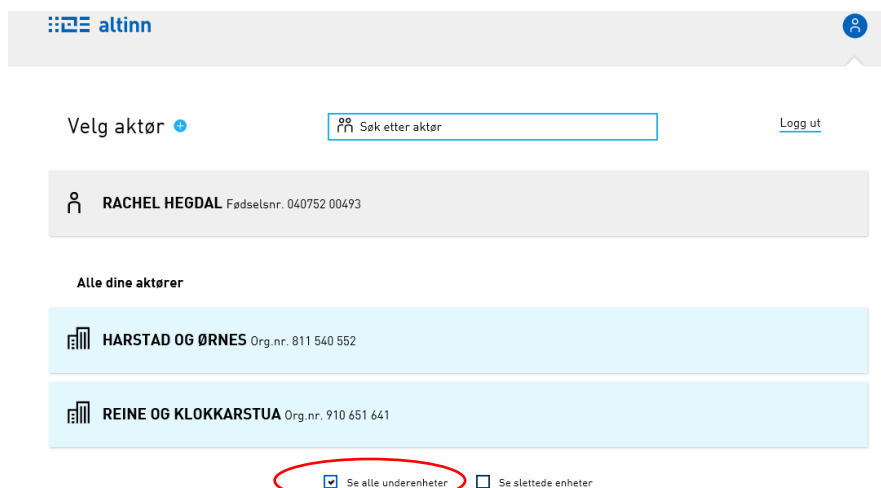 altinn
Velg aktør
Søk etter aktør
Logg ut
RACHEL HEGDAL Fødselsnr. 040752 00493
Alle dine aktører
HARSTAD OG ØRNES Org.nr. 811 540 552
REINE OG KLOKKARSTUA Org.nr. 910 651 641
Se alle underenheter Se slettede enheter